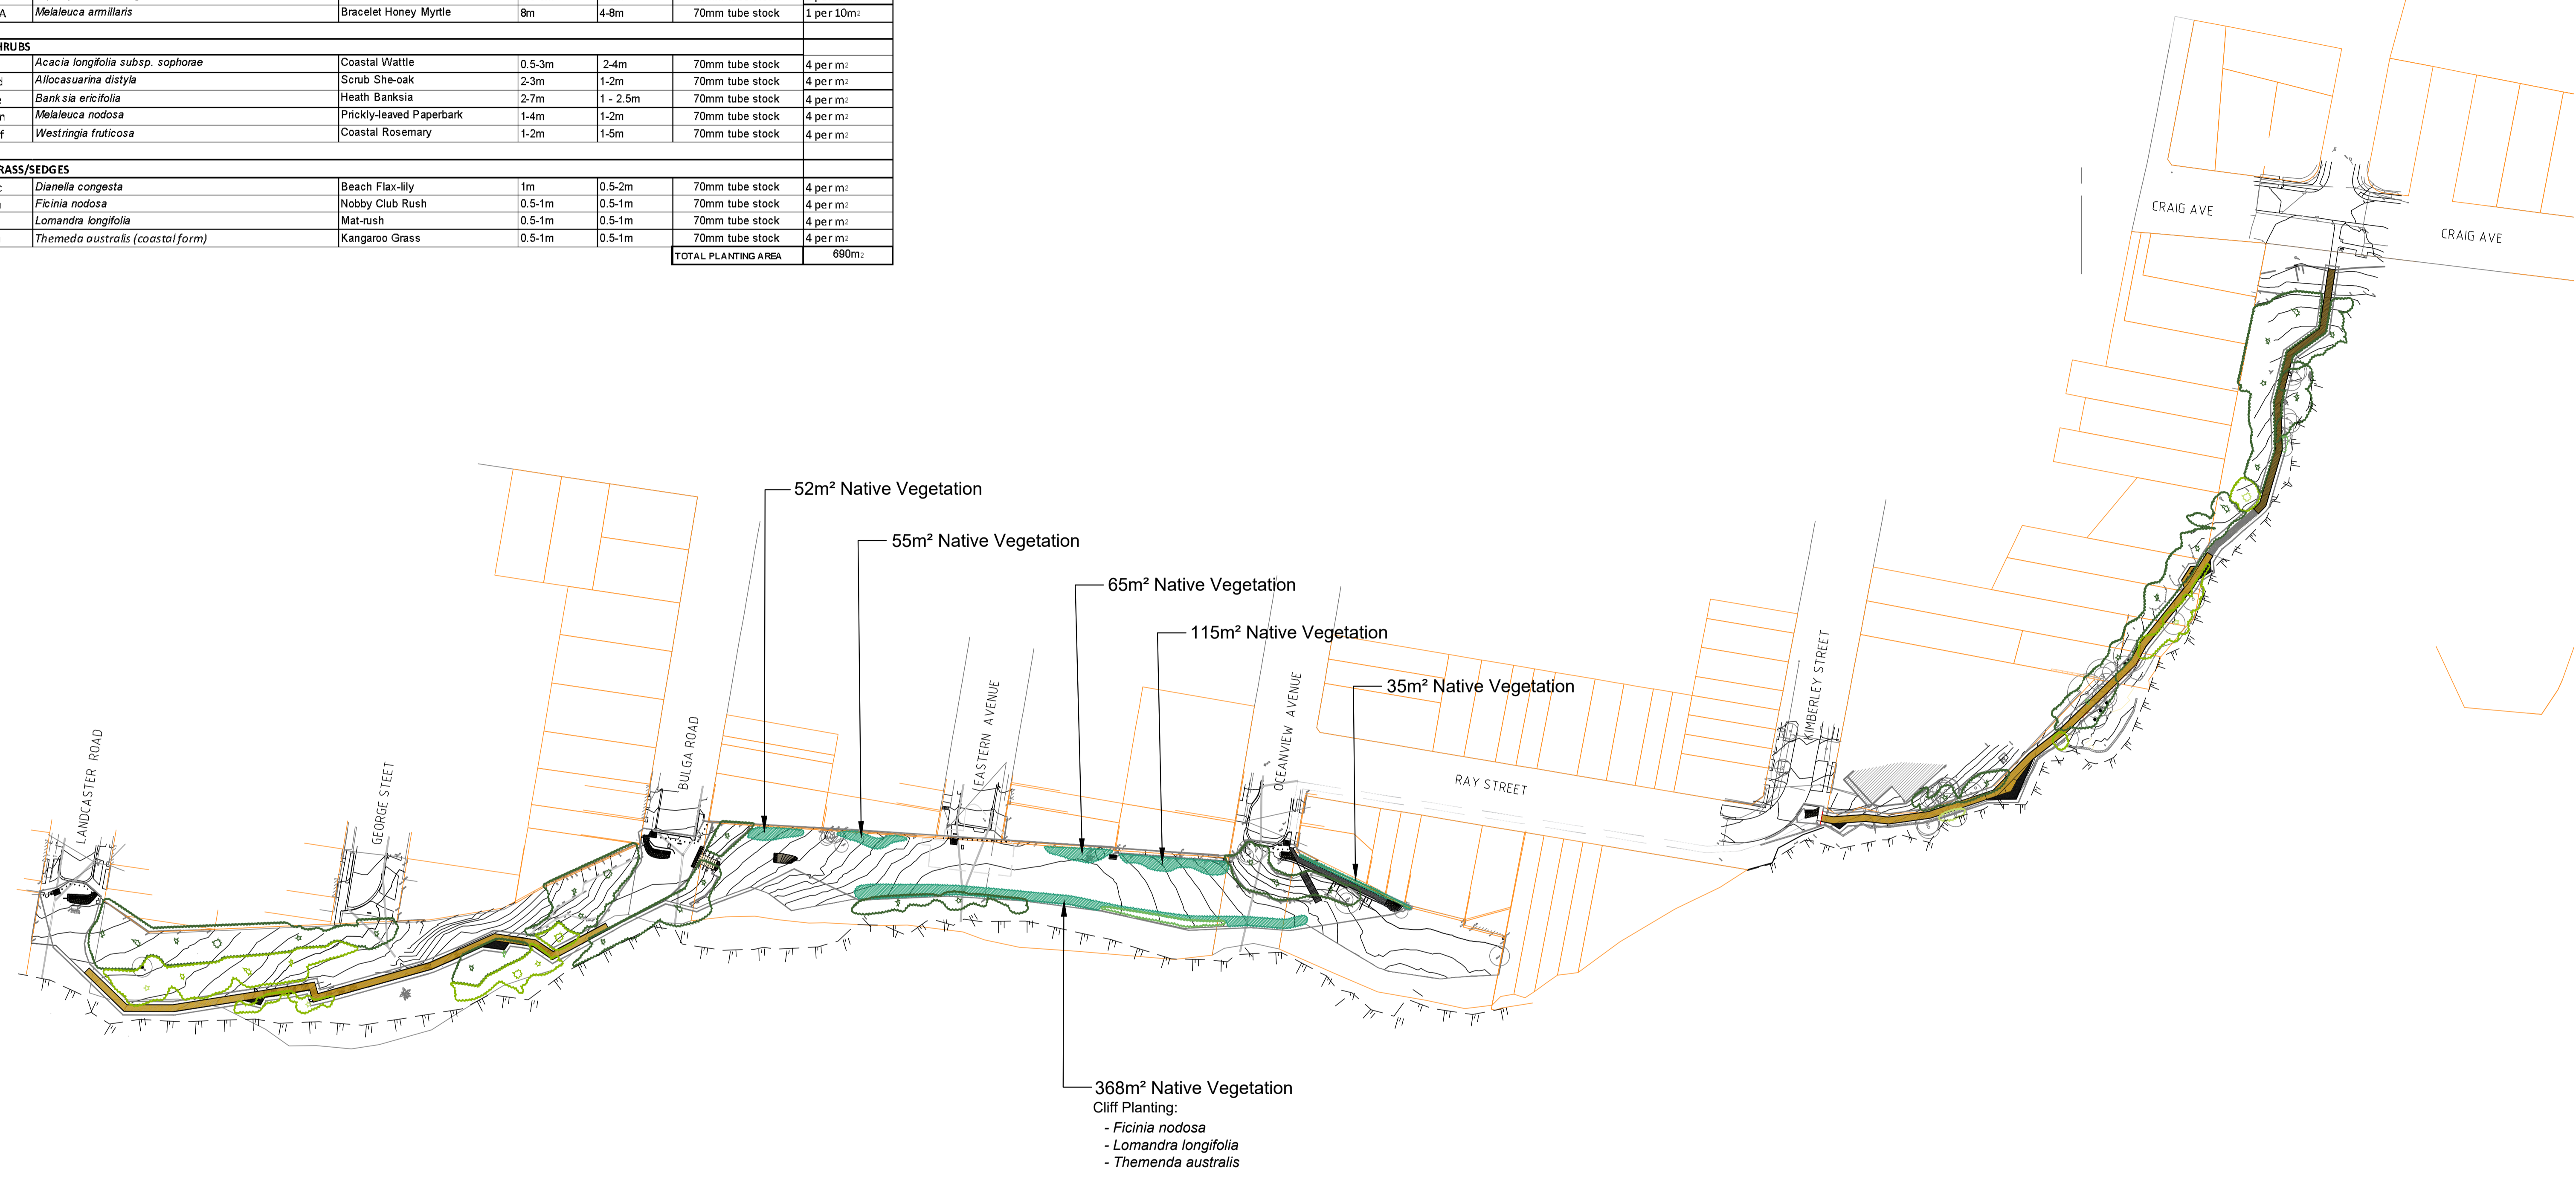 A Melaleuca armillaris Bracelet Honey Myrtle 8m 4-8m 70mm tube stock 1 per 10m2
HRUBS
Acacia longifolia subsp. sophorae Coastal Wattle 0.5-3m 2-4m 70mm tube stock 4 per m2
d Allocasuarina distyla Scrub She-oak 2-3m 1-2m 70mm tube stock 4 per m2
e Banksia ericifolia Heath Banksia 2-7m 1 - 2.5m 70mm tube stock 4 per m2
n Melaleuca nodosa Prickly-leaved Paperbark 1-4m 1-2m 70mm tube stock 4 per m2
f Westringia fruticosa Coastal Rosemary 1-2m 1-5m 70mm tube stock 4 per m2
RASS/SEDGES
c Dianella congesta Beach Flax-lily 1m 0.5-2m 70mm tube stock 4 per m2
Ficinia nodosa Nobby Club Rush 0.5-1m 0.5-1m 70mm tube stock 4 per m2
Lomandra longifolia Mat-rush 0.5-1m 0.5-1m 70mm tube stock 4 per m2
Themeda australis (coastal form) Kangaroo Grass 0.5-1m 0.5-1m 70mm tube stock 4 per m2
TOTAL PLANTING AREA 690m2
CRAIG AVE
CRAIG AVE
52m² Native Vegetation
55m² Native Vegetation
65m² Native Vegetation
115m² Native Vegetation
35m² Native Vegetation
LANDCASTER ROAD
GEORGE STEET
BULGA ROAD
EASTERN AVENUE
OCEANVIEW AVENUE
RAY STREET
KIMBERLEY STREET
368m² Native Vegetation
Cliff Planting:
- Ficinia nodosa
- Lomandra longifolia
- Themenda australis